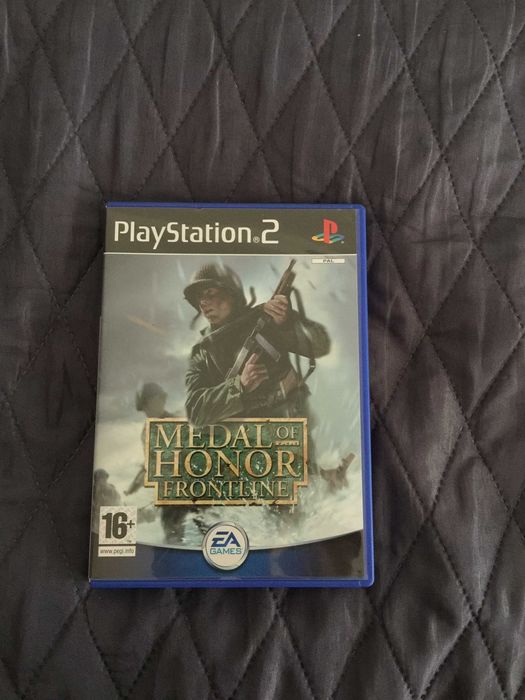 PlayStation®2
PAL
MEDAL OF
HONOR
FRONTLINE
16+
www.pegi.info
EA
GAMES